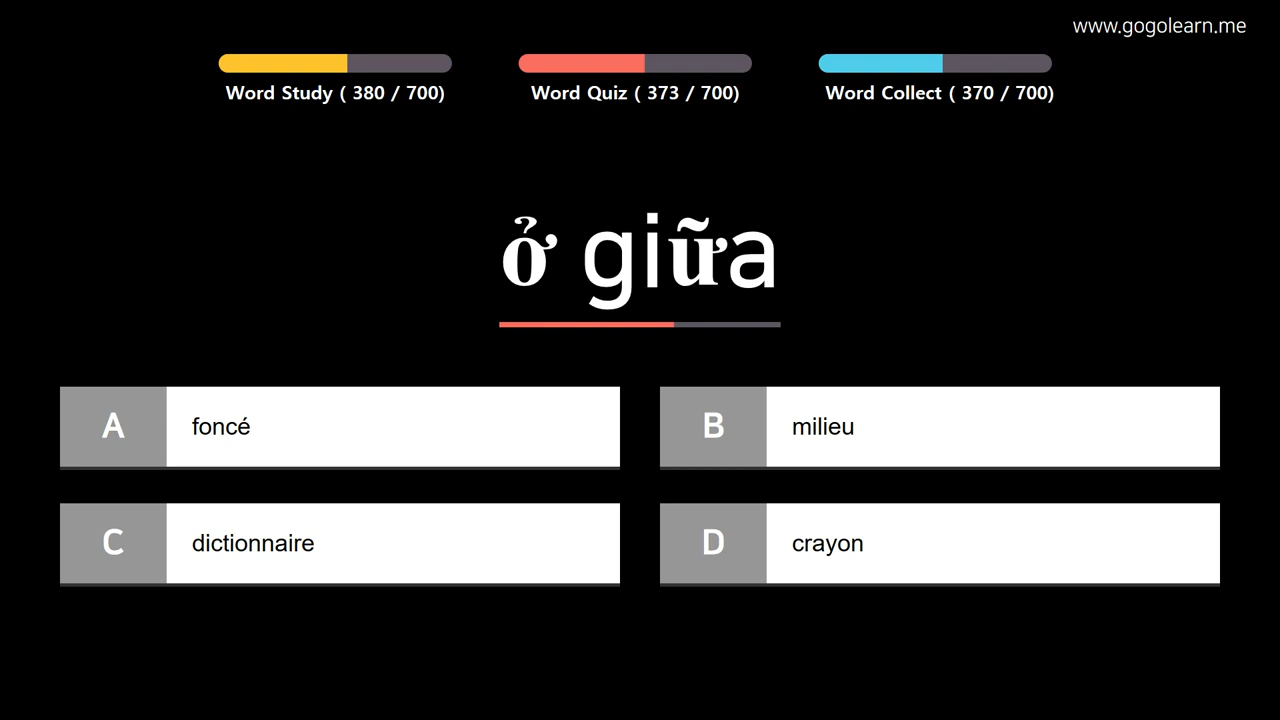 www.gogolearn.me
Word Study ( 380 / 700)
Word Quiz ( 373 / 700)
Word Collect ( 370 / 700)
ở giữa
A foncé
B milieu
C dictionnaire
D crayon